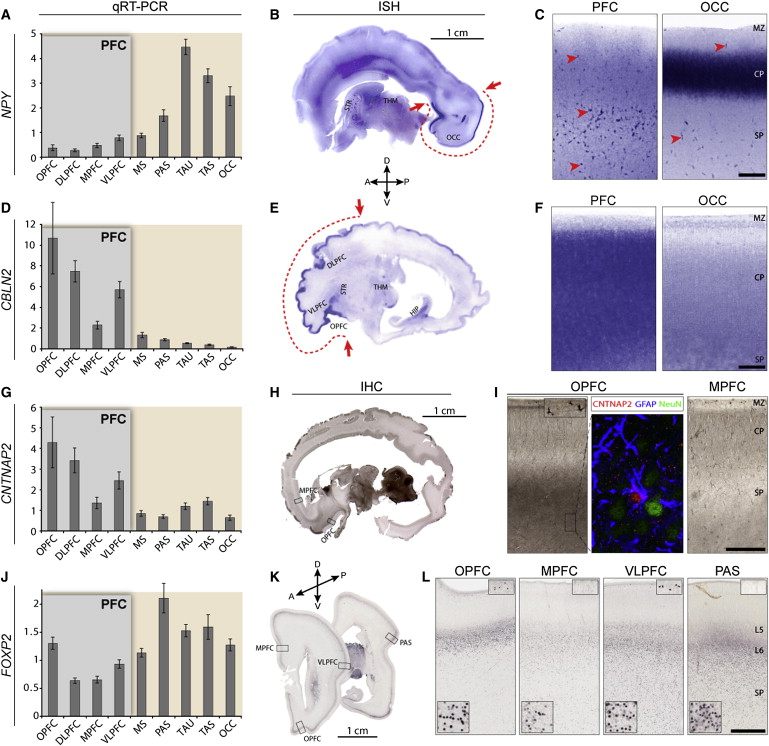 qRT-PCR
ISH
A
PFC
NPY
5
4
3
2
1
0
OPFC DLPFC MPFC VLPFC MS PAS TAU TAS OCC
B
1 cm
STR
THM
OCC
C
PFC
OCC
MZ
CP
SP
D
A P
V
D
PFC
CBLN2
12
10
8
6
4
2
0
OPFC DLPFC MPFC VLPFC MS PAS TAU TAS OCC
E
DLPFC
VLPFC
STR
THM
OPFC
HIP
F
PFC
OCC
MZ
CP
SP
G
PFC
CNTNAP2
6
5
4
3
2
1
0
OPFC DLPFC MPFC VLPFC MS PAS TAU TAS OCC
IHC
H
1 cm
MPFC
OPFC
I
OPFC
MPFC
CNTNAP2 GFAP NeuN
MZ
CP
SP
J
PFC
FOXP2
2.5
2
1.5
1
0.5
0
OPFC DLPFC MPFC VLPFC MS PAS TAU TAS OCC
K
D
P
A
V
MPFC
VLPFC
PAS
OPFC
1 cm
L
OPFC
MPFC
VLPFC
PAS
L5
L6
SP